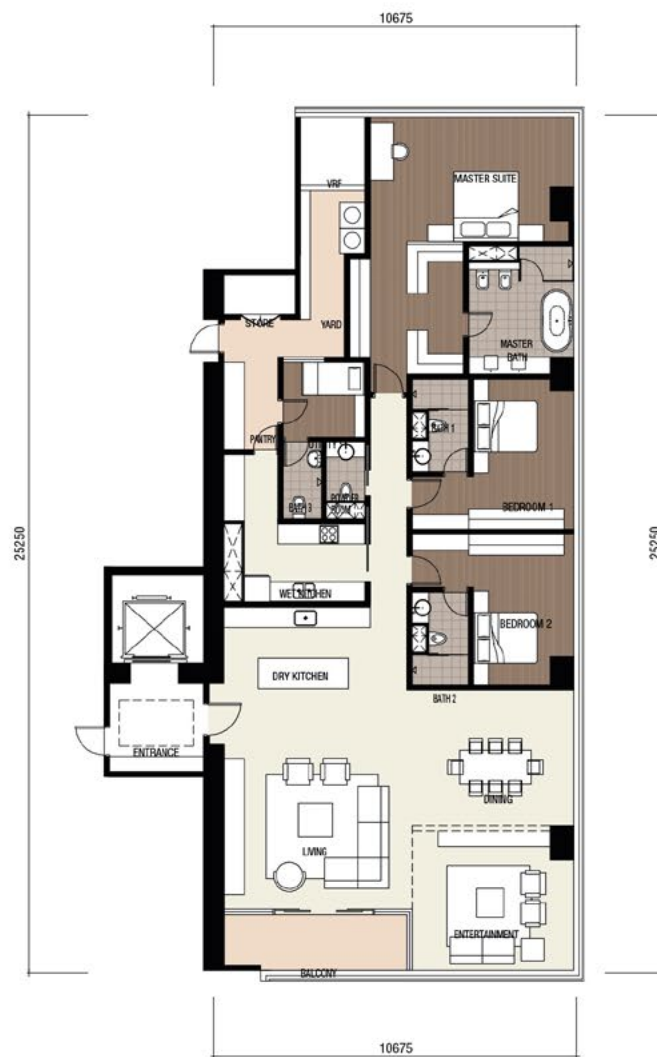 10675
VRF
MASTER SUITE
STORE
YARD
MASTER
BATH
PANTRY
BATH 1
BATH 3
POWDER
ROOM
BEDROOM 1
25250
25250
WET KITCHEN
BEDROOM 2
DRY KITCHEN
BATH 2
ENTRANCE
DINING
LIVING
ENTERTAINMENT
BALCONY
10675